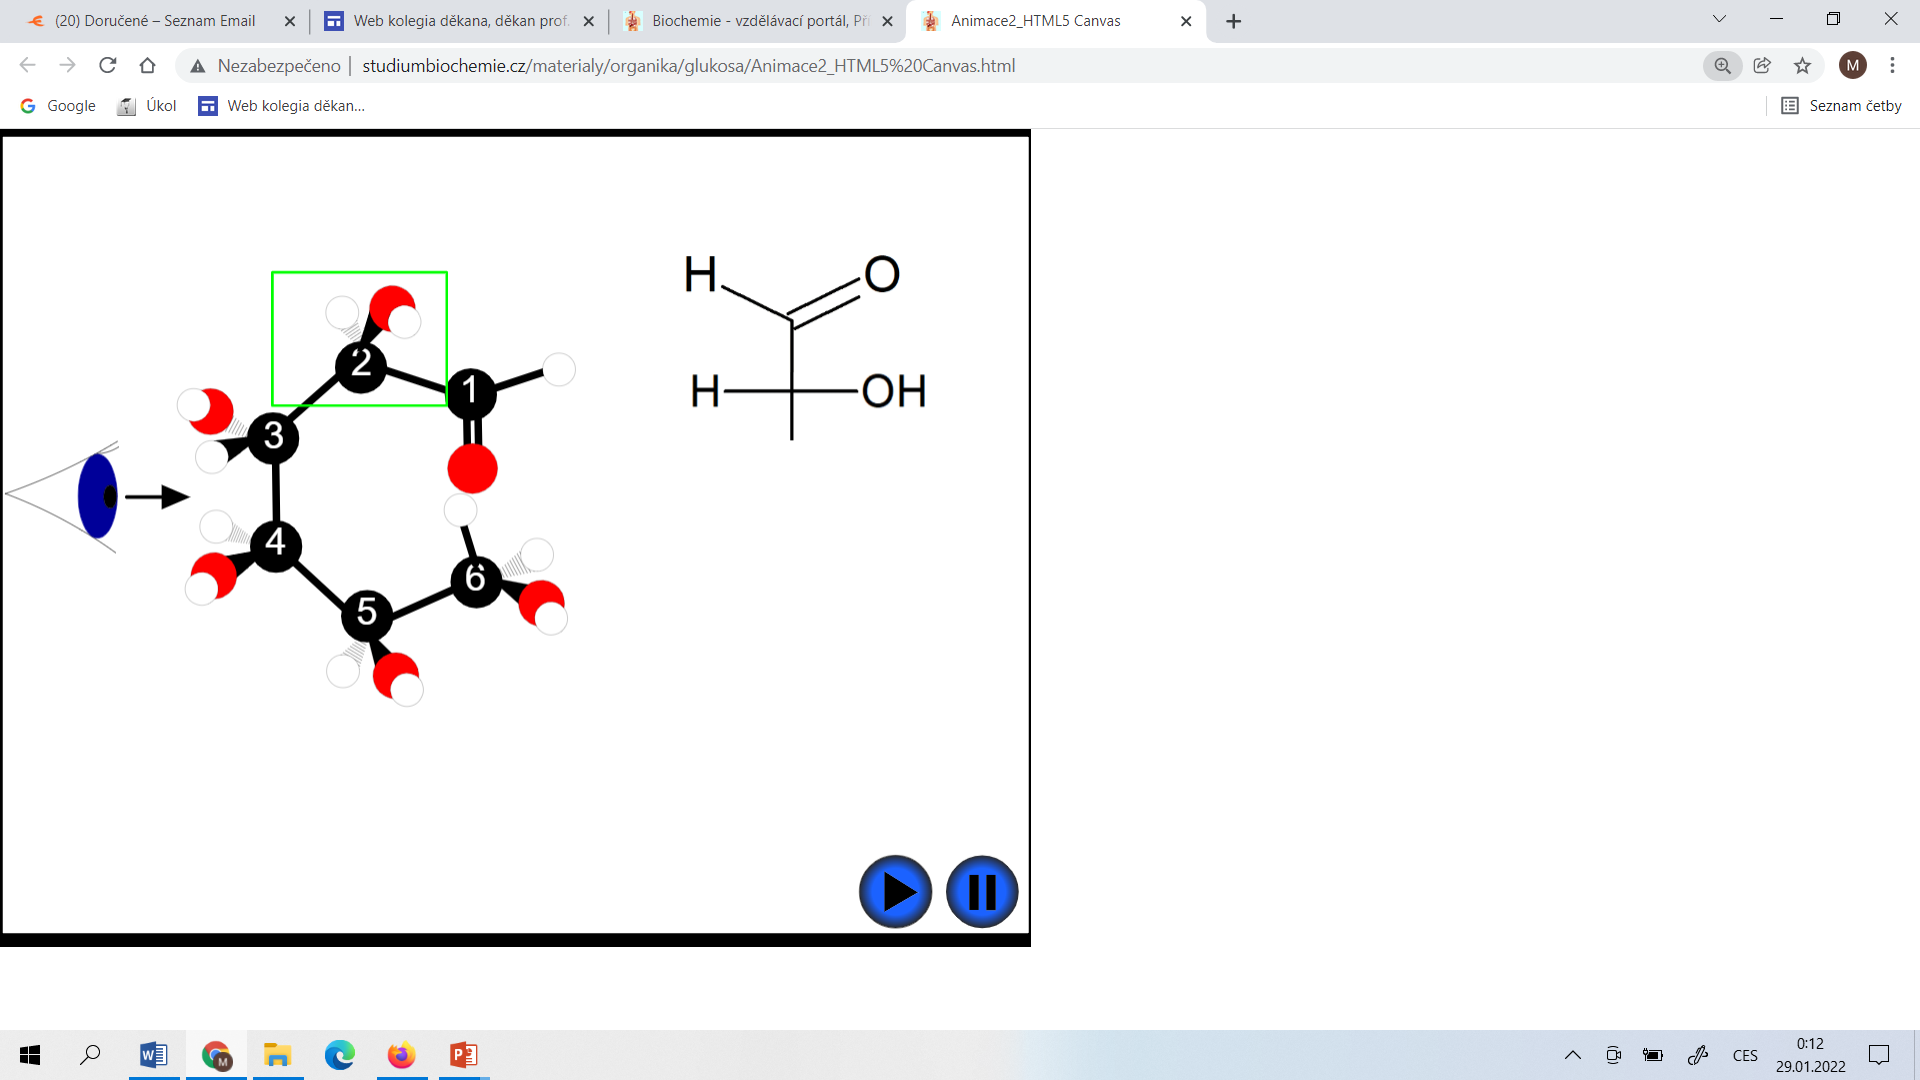 (20) Doručené – Seznam Email
Web kolegia děkana, děkan prof.
Biochemie - vzdělávací portál, Pří
Animace2_HTML5 Canvas
Nezabezpečeno | studiumbiochemie.cz/materialy/organika/glukosa/Animace2_HTML5%20Canvas.html
M
Google
Úkol
Web kolegia děkan...
Seznam četby
H
O
2
1
H
OH
3
4
6
5
CES
0:12
29.01.2022